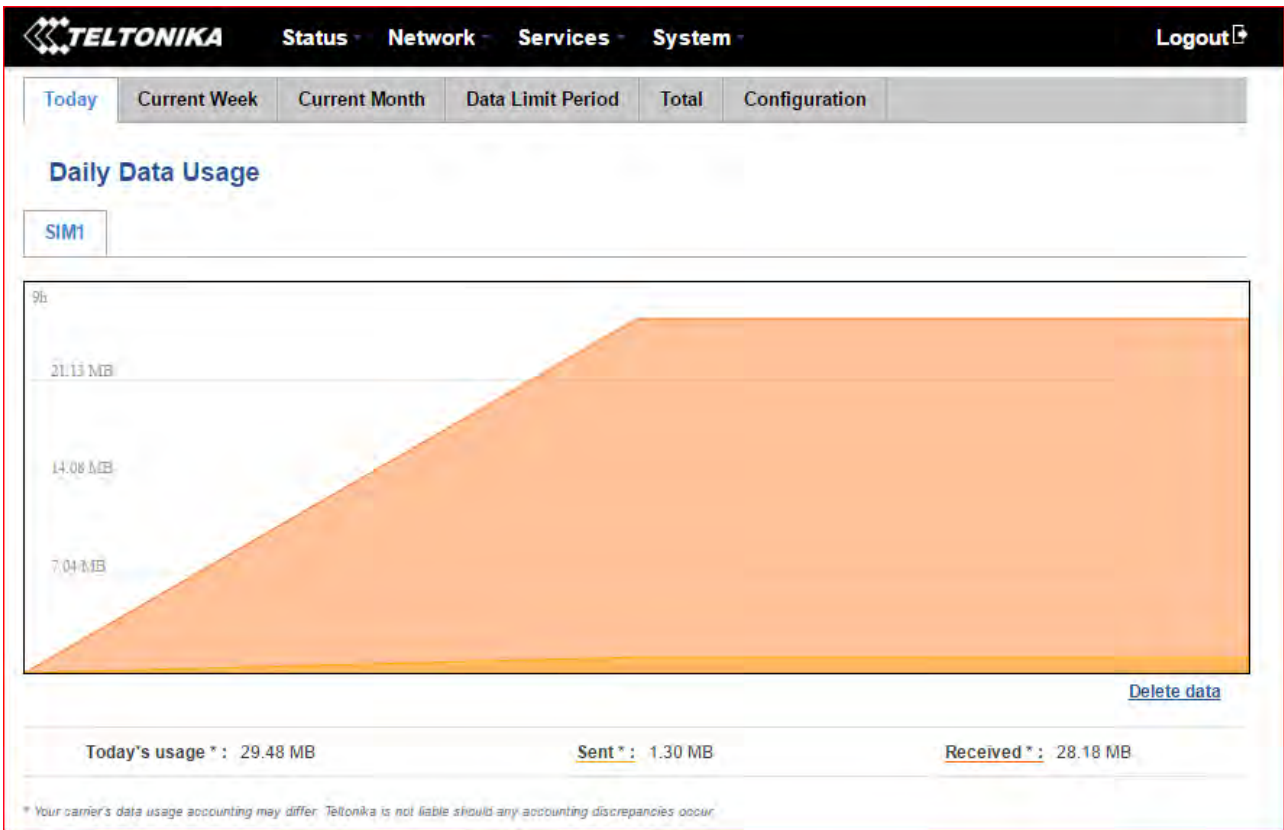 TELTONIKA Status Network Services System Logout
Today Current Week Current Month Data Limit Period Total Configuration
Daily Data Usage
SIM1
9h
21.13 MB
14.08 MB
7.04 MB
Delete data
Today's usage * : 29.48 MB Sent * : 1.30 MB Received * : 28.18 MB
* Your carrier's data usage accounting may differ. Teltonika is not liable should any accounting discrepancies occur.